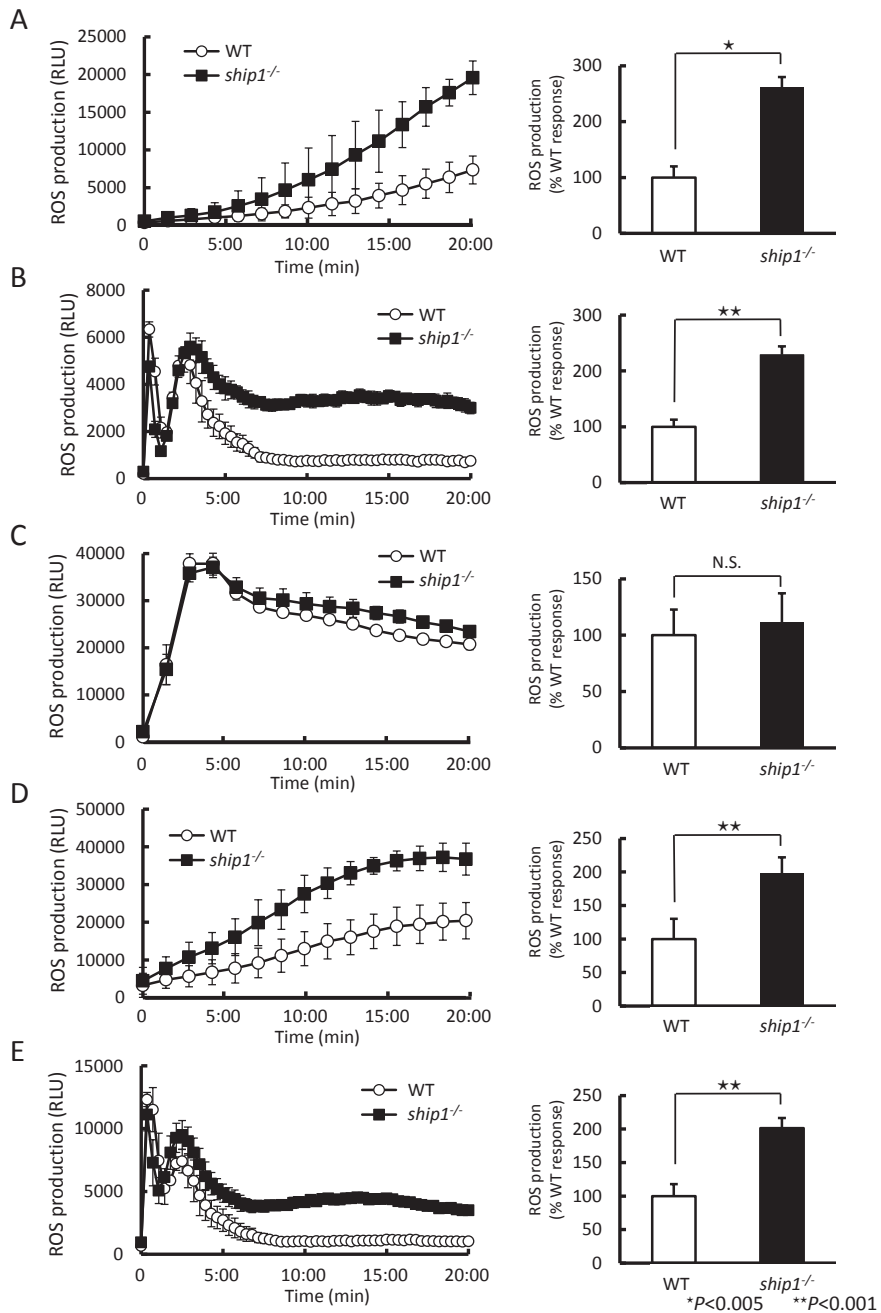 A
ROS production (RLU)
25000
20000
15000
10000
5000
0
WT
ship1-/-
0 5:00 10:00 15:00 20:00
Time (min)
ROS production
(% WT response)
300
200
100
0
*
WT ship1-/-
B
ROS production (RLU)
8000
6000
4000
2000
0
WT
ship1-/-
0 5:00 10:00 15:00 20:00
Time (min)
ROS production
(% WT response)
300
200
100
0
**
WT ship1-/-
C
ROS production (RLU)
40000
30000
20000
10000
0
WT
ship1-/-
0 5:00 10:00 15:00 20:00
Time (min)
ROS production
(% WT response)
150
100
50
0
N.S.
WT ship1-/-
D
ROS production (RLU)
50000
40000
30000
20000
10000
0
WT
ship1-/-
0 5:00 10:00 15:00 20:00
Time (min)
ROS production
(% WT response)
250
200
150
100
50
0
**
WT ship1-/-
E
ROS production (RLU)
15000
10000
5000
0
WT
ship1-/-
0 5:00 10:00 15:00 20:00
Time (min)
ROS production
(% WT response)
250
200
150
100
50
0
**
WT ship1-/-
*P<0.005 **P<0.001